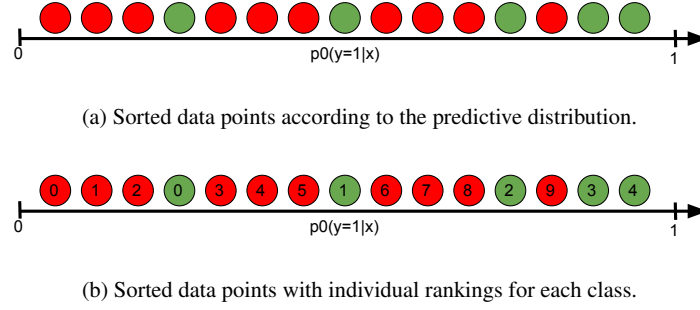 0
p0(y=1|x)
1
(a) Sorted data points according to the predictive distribution.
0 1 2 0 3 4 5 1 6 7 8 2 9 3 4
0
p0(y=1|x)
1
(b) Sorted data points with individual rankings for each class.